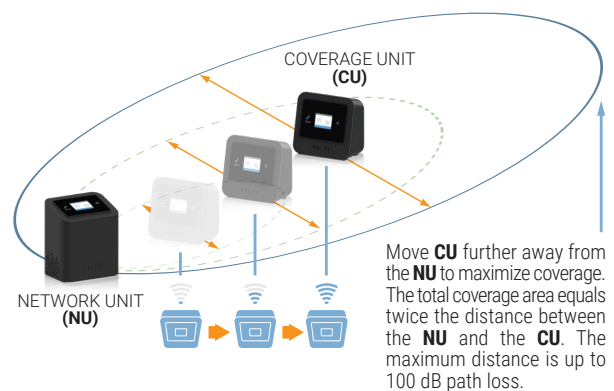 COVERAGE UNIT
(CU)
NETWORK UNIT
(NU)
Move CU further away from
the NU to maximize coverage.
The total coverage area equals
twice the distance between
the NU and the CU. The
maximum distance is up to
100 dB path loss.